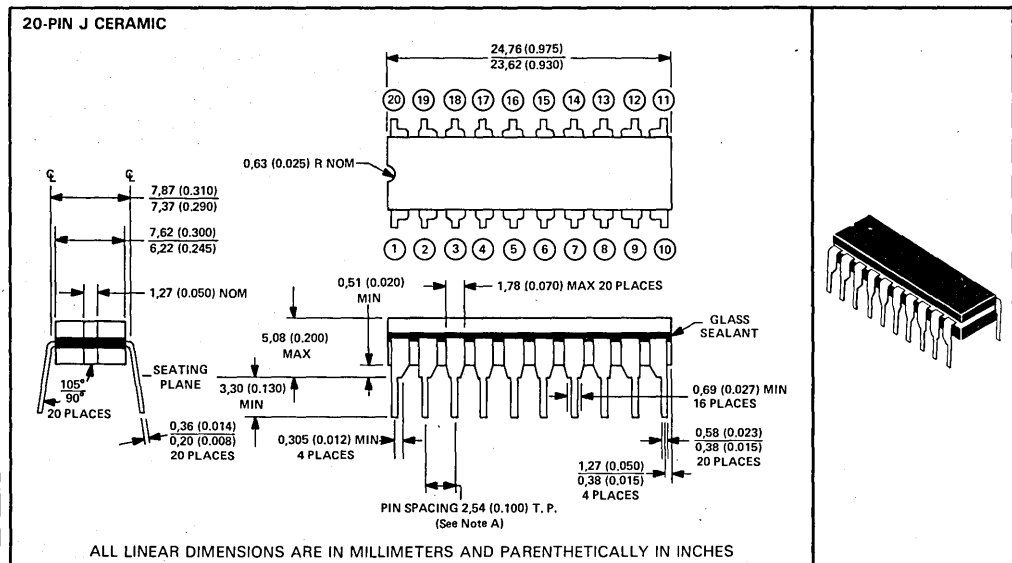 20-PIN J CERAMIC
24,76 (0.975)
23,62 (0.930)
20 19 18 17 16 15 14 13 12 11
0,63 (0.025) R NOM
℄ ℄
7,87 (0.310)
7,37 (0.290)
7,62 (0.300)
6,22 (0.245)
1 2 3 4 5 6 7 8 9 10
1,27 (0.050) NOM
0,51 (0.020)
MIN
1,78 (0.070) MAX 20 PLACES
GLASS
SEALANT
5,08 (0.200)
MAX
SEATING
PLANE
105°
90°
20 PLACES
3,30 (0.130)
MIN
0,69 (0.027) MIN
16 PLACES
0,36 (0.014)
0,20 (0.008)
20 PLACES
0,305 (0.012) MIN
4 PLACES
0,58 (0.023)
0,38 (0.015)
20 PLACES
1,27 (0.050)
0,38 (0.015)
4 PLACES
PIN SPACING 2,54 (0.100) T. P.
(See Note A)
ALL LINEAR DIMENSIONS ARE IN MILLIMETERS AND PARENTHETICALLY IN INCHES